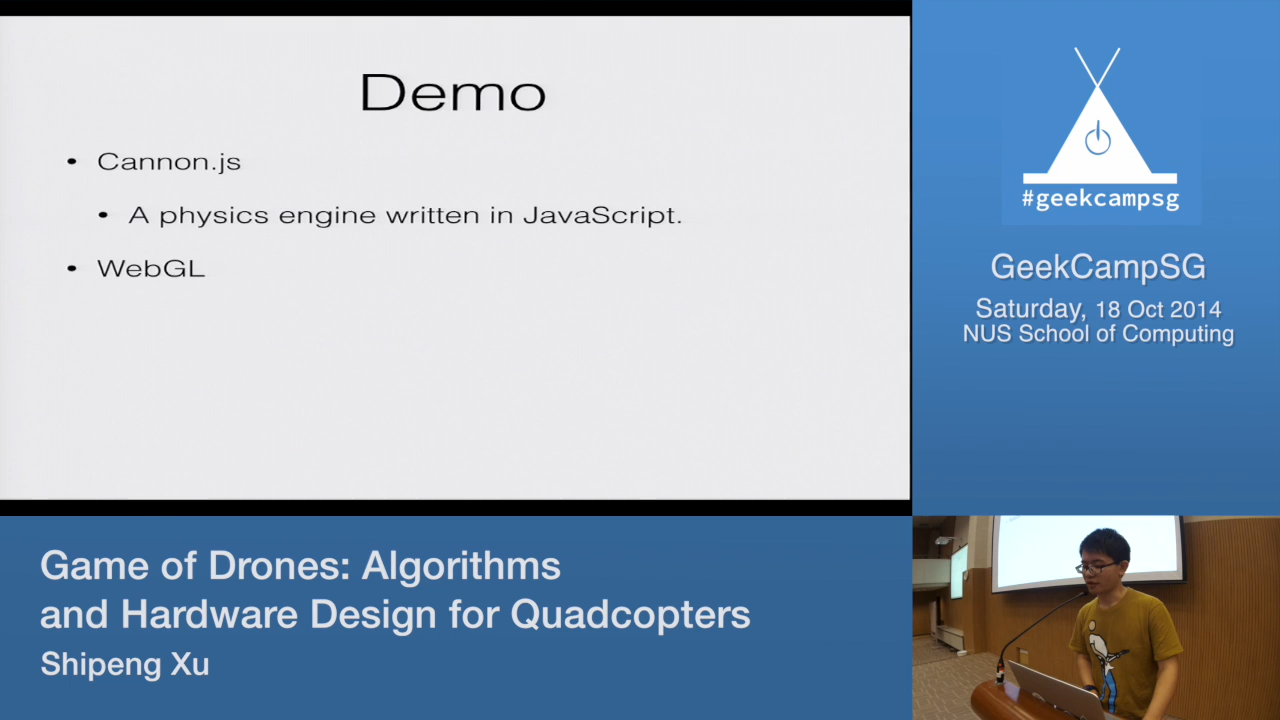 Demo
• Cannon.js
• A physics engine written in JavaScript.
• WebGL
#geekcampsg
GeekCampSG
Saturday, 18 Oct 2014
NUS School of Computing
Game of Drones: Algorithms
and Hardware Design for Quadcopters
Shipeng Xu